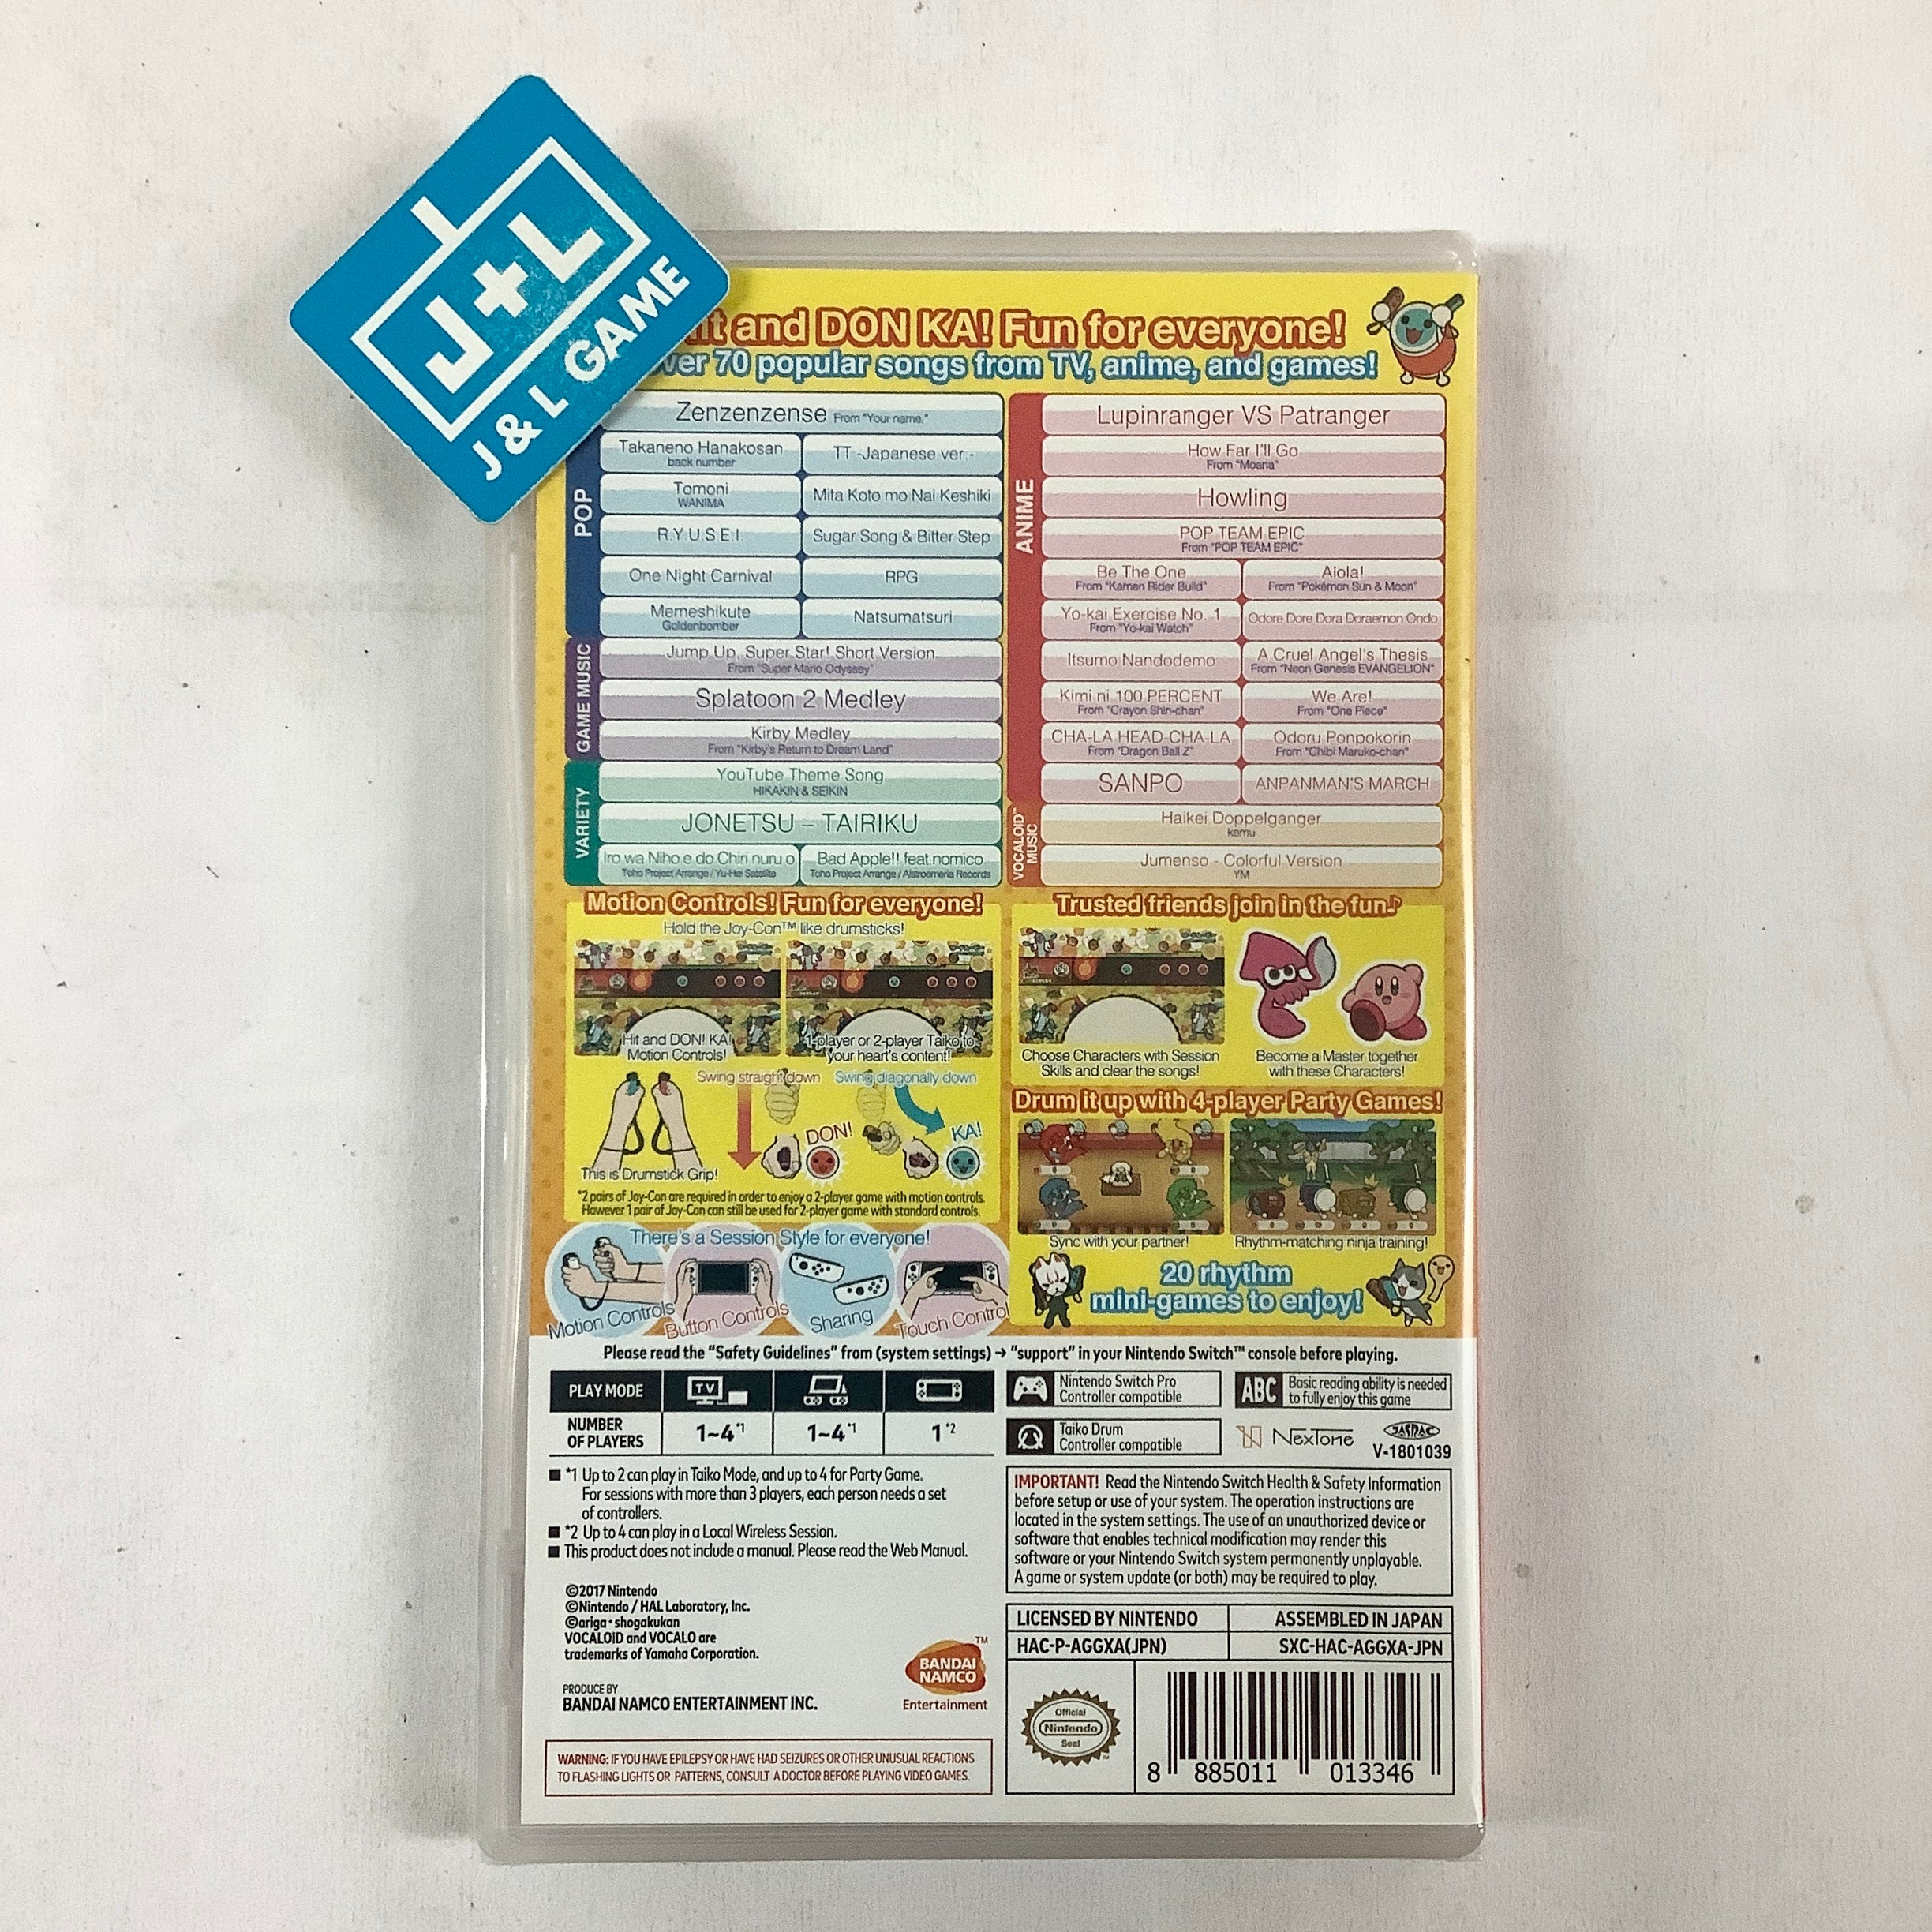 J+L
J & L GAME
and DON KA! Fun for everyone!
70 popular songs from TV, anime, and games!
POP
Zenzenzense From "Your name."
Takaneno Hanakosan
back number
TT -Japanese ver.-
Tomoni
WANIMA
Mita Koto mo Nai Keshiki
R.Y.U.S.E.I
Sugar Song & Bitter Step
One Night Carnival
RPG
Memeshikute
Goldenbomber
Natsumatsuri
GAME MUSIC
Jump Up, Super Star! Short Version
From "Super Mario Odyssey"
Splatoon 2 Medley
Kirby Medley
From "Kirby's Return to Dream Land"
VARIETY
YouTube Theme Song
HIKAKIN & SEIKIN
JONETSU – TAIRIKU
Iro wa Niho e do Chiri nuru o
Toho Project Arrange / Yu-Hei Satellite
Bad Apple!! feat.nomico
Toho Project Arrange / Alstroemeria Records
ANIME
Lupinranger VS Patranger
How Far I'll Go
From "Moana"
Howling
POP TEAM EPIC
From "POP TEAM EPIC"
Be The One
From "Kamen Rider Build"
Alola!
From "Pokémon Sun & Moon"
Yo-kai Exercise No. 1
From "Yo-kai Watch"
Odore Dore Dora Doraemon Ondo
Itsumo Nandodemo
A Cruel Angel's Thesis
From "Neon Genesis EVANGELION"
Kimi ni 100 PERCENT
From "Crayon Shin-chan"
We Are!
From "One Piece"
CHA-LA HEAD-CHA-LA
From "Dragon Ball Z"
Odoru Ponpokorin
From "Chibi Maruko-chan"
SANPO
ANPANMAN'S MARCH
VOCALOID™ MUSIC
Haikei Doppelganger
kemu
Jumenso - Colorful Version
YM
Motion Controls! Fun for everyone!
Hold the Joy-Con™ like drumsticks!
Hit and DON! KA!
Motion Controls!
1-player or 2-player Taiko to
your heart's content!
Swing straight down
Swing diagonally down
DON!
KA!
This is Drumstick Grip!
*2 pairs of Joy-Con are required in order to enjoy a 2-player game with motion controls.
However 1 pair of Joy-Con can still be used for 2-player game with standard controls.
There's a Session Style for everyone!
Motion Controls
Button Controls
Sharing
Touch Control
Trusted friends join in the fun♪
Choose Characters with Session
Skills and clear the songs!
Become a Master together
with these Characters!
Drum it up with 4-player Party Games!
Sync with your partner!
Rhythm-matching ninja training!
20 rhythm
mini-games to enjoy!
Please read the "Safety Guidelines" from (system settings) → "support" in your Nintendo Switch™ console before playing.
PLAY MODE
TV
NUMBER
OF PLAYERS
1~4*1
1~4*1
1*2
Nintendo Switch Pro
Controller compatible
ABC
Basic reading ability is needed
to fully enjoy this game
Taiko Drum
Controller compatible
NexTone
JASRAC
V-1801039
■ *1 Up to 2 can play in Taiko Mode, and up to 4 for Party Game.
For sessions with more than 3 players, each person needs a set
of controllers.
■ *2 Up to 4 can play in a Local Wireless Session.
■ This product does not include a manual. Please read the Web Manual.
IMPORTANT! Read the Nintendo Switch Health & Safety Information
before setup or use of your system. The operation instructions are
located in the system settings. The use of an unauthorized device or
software that enables technical modification may render this
software or your Nintendo Switch system permanently unplayable.
A game or system update (or both) may be required to play.
©2017 Nintendo
©Nintendo / HAL Laboratory, Inc.
©ariga・shogakukan
VOCALOID and VOCALO are
trademarks of Yamaha Corporation.
PRODUCE BY
BANDAI NAMCO ENTERTAINMENT INC.
BANDAI
NAMCO
TM
Entertainment
LICENSED BY NINTENDO
ASSEMBLED IN JAPAN
HAC-P-AGGXA(JPN)
SXC-HAC-AGGXA-JPN
Official
Nintendo
Seal
8 885011 013346
WARNING: IF YOU HAVE EPILEPSY OR HAVE HAD SEIZURES OR OTHER UNUSUAL REACTIONS
TO FLASHING LIGHTS OR PATTERNS, CONSULT A DOCTOR BEFORE PLAYING VIDEO GAMES.